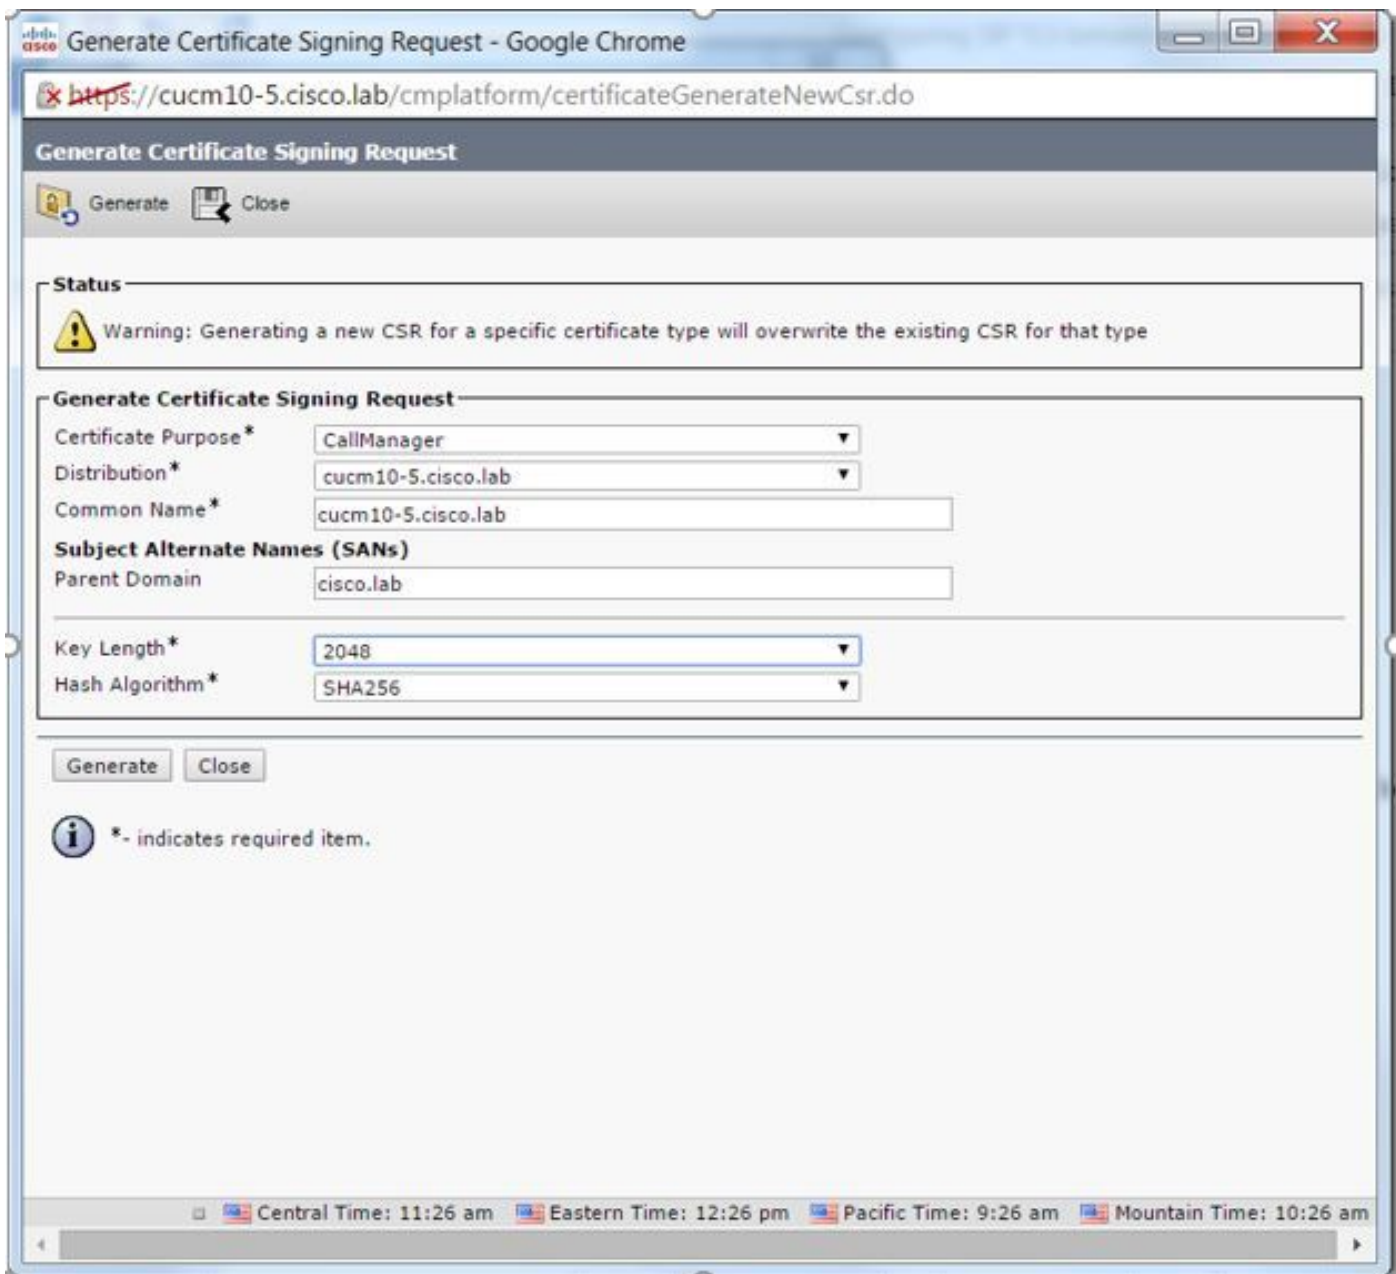 cisco Generate Certificate Signing Request - Google Chrome
https://cucm10-5.cisco.lab/cmplatform/certificateGenerateNewCsr.do
Generate Certificate Signing Request
Generate Close
Status
Warning: Generating a new CSR for a specific certificate type will overwrite the existing CSR for that type
Generate Certificate Signing Request
Certificate Purpose* CallManager
Distribution* cucm10-5.cisco.lab
Common Name* cucm10-5.cisco.lab
Subject Alternate Names (SANs)
Parent Domain cisco.lab
Key Length* 2048
Hash Algorithm* SHA256
Generate Close
*- indicates required item.
Central Time: 11:26 am Eastern Time: 12:26 pm Pacific Time: 9:26 am Mountain Time: 10:26 am